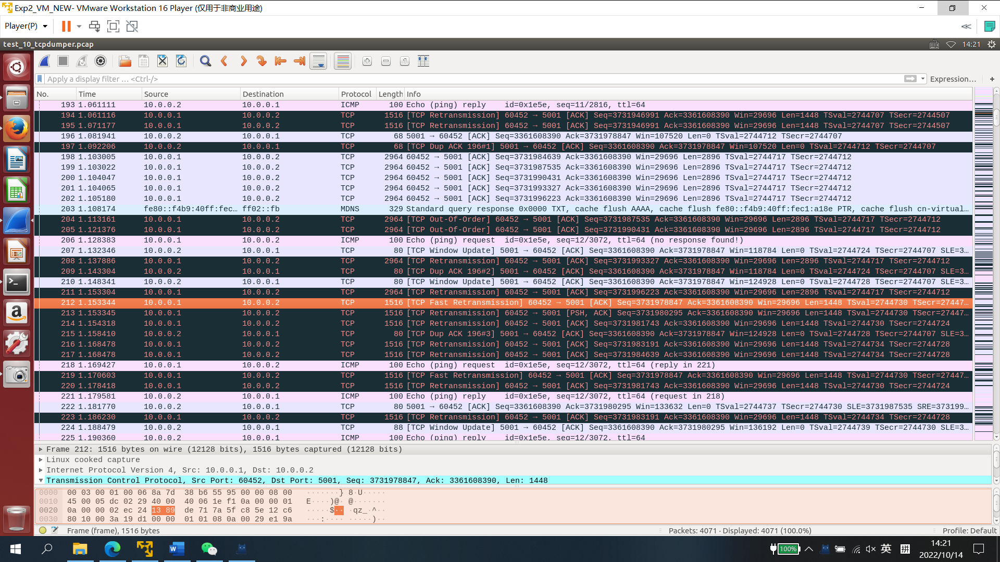 Exp2_VM_NEW- VMware Workstation 16 Player (仅用于非商业用途)
Player(P)
test_10_tcpdumper.pcap 14:21
Apply a display filter … <Ctrl-/> Expression… +
No. Time Source Destination Protocol Length Info
193 1.061111 10.0.0.2 10.0.0.1 ICMP 100 Echo (ping) reply id=0x1e5e, seq=11/2816, ttl=64
194 1.061116 10.0.0.1 10.0.0.2 TCP 1516 [TCP Retransmission] 60452 → 5001 [ACK] Seq=3731946991 Ack=3361608390 Win=29696 Len=1448 TSval=2744707 TSecr=2744507
195 1.071177 10.0.0.1 10.0.0.2 TCP 1516 [TCP Retransmission] 60452 → 5001 [ACK] Seq=3731946991 Ack=3361608390 Win=29696 Len=1448 TSval=2744707 TSecr=2744507
196 1.081941 10.0.0.2 10.0.0.1 TCP 68 5001 → 60452 [ACK] Seq=3361608390 Ack=3731978847 Win=107520 Len=0 TSval=2744712 TSecr=2744707
197 1.092206 10.0.0.2 10.0.0.1 TCP 68 [TCP Dup ACK 196#1] 5001 → 60452 [ACK] Seq=3361608390 Ack=3731978847 Win=107520 Len=0 TSval=2744712 TSecr=2744707
198 1.103005 10.0.0.1 10.0.0.2 TCP 2964 60452 → 5001 [ACK] Seq=3731984639 Ack=3361608390 Win=29696 Len=2896 TSval=2744717 TSecr=2744712
199 1.103022 10.0.0.1 10.0.0.2 TCP 2964 60452 → 5001 [ACK] Seq=3731987535 Ack=3361608390 Win=29696 Len=2896 TSval=2744717 TSecr=2744712
200 1.104047 10.0.0.1 10.0.0.2 TCP 2964 60452 → 5001 [ACK] Seq=3731990431 Ack=3361608390 Win=29696 Len=2896 TSval=2744717 TSecr=2744712
201 1.104065 10.0.0.1 10.0.0.2 TCP 2964 60452 → 5001 [ACK] Seq=3731993327 Ack=3361608390 Win=29696 Len=2896 TSval=2744717 TSecr=2744712
202 1.105180 10.0.0.1 10.0.0.2 TCP 2964 60452 → 5001 [ACK] Seq=3731996223 Ack=3361608390 Win=29696 Len=2896 TSval=2744717 TSecr=2744712
203 1.108174 fe80::f4b9:40ff:fec… ff02::fb MDNS 329 Standard query response 0x0000 TXT, cache flush AAAA, cache flush fe80::f4b9:40ff:fec1:a18e PTR, cache flush cn-virtual…
204 1.113161 10.0.0.1 10.0.0.2 TCP 2964 [TCP Out-Of-Order] 60452 → 5001 [ACK] Seq=3731987535 Ack=3361608390 Win=29696 Len=2896 TSval=2744717 TSecr=2744712
205 1.121376 10.0.0.1 10.0.0.2 TCP 2964 [TCP Out-Of-Order] 60452 → 5001 [ACK] Seq=3731990431 Ack=3361608390 Win=29696 Len=2896 TSval=2744717 TSecr=2744712
206 1.128383 10.0.0.1 10.0.0.2 ICMP 100 Echo (ping) request id=0x1e5e, seq=12/3072, ttl=64 (no response found!)
207 1.132346 10.0.0.2 10.0.0.1 TCP 80 [TCP Window Update] 5001 → 60452 [ACK] Seq=3361608390 Ack=3731978847 Win=118784 Len=0 TSval=2744724 TSecr=2744707 SLE=3…
208 1.137886 10.0.0.1 10.0.0.2 TCP 2964 [TCP Retransmission] 60452 → 5001 [ACK] Seq=3731993327 Ack=3361608390 Win=29696 Len=2896 TSval=2744717 TSecr=2744712
209 1.143304 10.0.0.2 10.0.0.1 TCP 80 [TCP Dup ACK 196#2] 5001 → 60452 [ACK] Seq=3361608390 Ack=3731978847 Win=118784 Len=0 TSval=2744724 TSecr=2744707 SLE=3…
210 1.148341 10.0.0.2 10.0.0.1 TCP 80 [TCP Window Update] 5001 → 60452 [ACK] Seq=3361608390 Ack=3731978847 Win=124928 Len=0 TSval=2744728 TSecr=2744707 SLE=3…
211 1.153304 10.0.0.1 10.0.0.2 TCP 2964 [TCP Retransmission] 60452 → 5001 [ACK] Seq=3731996223 Ack=3361608390 Win=29696 Len=2896 TSval=2744717 TSecr=2744712
212 1.153344 10.0.0.1 10.0.0.2 TCP 1516 [TCP Fast Retransmission] 60452 → 5001 [ACK] Seq=3731978847 Ack=3361608390 Win=29696 Len=1448 TSval=2744730 TSecr=27447…
213 1.153345 10.0.0.1 10.0.0.2 TCP 1516 [TCP Retransmission] 60452 → 5001 [PSH, ACK] Seq=3731980295 Ack=3361608390 Win=29696 Len=1448 TSval=2744730 TSecr=27447…
214 1.154318 10.0.0.1 10.0.0.2 TCP 1516 [TCP Retransmission] 60452 → 5001 [ACK] Seq=3731981743 Ack=3361608390 Win=29696 Len=1448 TSval=2744730 TSecr=2744724
215 1.158410 10.0.0.2 10.0.0.1 TCP 80 [TCP Dup ACK 196#3] 5001 → 60452 [ACK] Seq=3361608390 Ack=3731978847 Win=124928 Len=0 TSval=2744728 TSecr=2744707 SLE=3…
216 1.168478 10.0.0.1 10.0.0.2 TCP 1516 [TCP Retransmission] 60452 → 5001 [ACK] Seq=3731983191 Ack=3361608390 Win=29696 Len=1448 TSval=2744734 TSecr=2744728
217 1.168478 10.0.0.1 10.0.0.2 TCP 1516 [TCP Retransmission] 60452 → 5001 [ACK] Seq=3731984639 Ack=3361608390 Win=29696 Len=1448 TSval=2744734 TSecr=2744728
218 1.169427 10.0.0.1 10.0.0.2 ICMP 100 Echo (ping) request id=0x1e5e, seq=12/3072, ttl=64 (reply in 221)
219 1.170603 10.0.0.1 10.0.0.2 TCP 1516 [TCP Fast Retransmission] 60452 → 5001 [ACK] Seq=3731978847 Ack=3361608390 Win=29696 Len=1448 TSval=2744730 TSecr=27447…
220 1.178418 10.0.0.1 10.0.0.2 TCP 1516 [TCP Retransmission] 60452 → 5001 [ACK] Seq=3731981743 Ack=3361608390 Win=29696 Len=1448 TSval=2744730 TSecr=2744724
221 1.179581 10.0.0.2 10.0.0.1 ICMP 100 Echo (ping) reply id=0x1e5e, seq=12/3072, ttl=64 (request in 218)
222 1.181770 10.0.0.2 10.0.0.1 TCP 80 5001 → 60452 [ACK] Seq=3361608390 Ack=3731980295 Win=133632 Len=0 TSval=2744737 TSecr=2744730 SLE=3731987535 SRE=373199…
223 1.186230 10.0.0.1 10.0.0.2 TCP 1516 [TCP Retransmission] 60452 → 5001 [ACK] Seq=3731983191 Ack=3361608390 Win=29696 Len=1448 TSval=2744734 TSecr=2744728
224 1.188479 10.0.0.2 10.0.0.1 TCP 88 [TCP Window Update] 5001 → 60452 [ACK] Seq=3361608390 Ack=3731980295 Win=136192 Len=0 TSval=2744739 TSecr=2744730 SLE=3…
225 1.190360 10.0.0.2 10.0.0.1 ICMP 100 Echo (ping) reply id=0x1e5e, seq=12/3072, ttl=64
Frame 212: 1516 bytes on wire (12128 bits), 1516 bytes captured (12128 bits)
Linux cooked capture
Internet Protocol Version 4, Src: 10.0.0.1, Dst: 10.0.0.2
Transmission Control Protocol, Src Port: 60452, Dst Port: 5001, Seq: 3731978847, Ack: 3361608390, Len: 1448
0000 00 03 00 01 00 06 8a 7d 38 b6 55 95 00 00 08 00 ·······} 8·U·····
0010 45 00 05 dc 02 29 40 00 40 06 1e f1 0a 00 00 01 E····)@· @·······
0020 0a 00 00 02 ec 24 13 89 de 71 7a 5f c8 5e 12 c6 ·····$·· ·qz_·^··
0030 80 10 00 3a 19 d1 00 00 01 01 08 0a 00 29 e1 9a ···:···· ·····)··
Frame (frame), 1516 bytes Packets: 4071 · Displayed: 4071 (100.0%) Profile: Default
100% 英 拼 14:21
2022/10/14